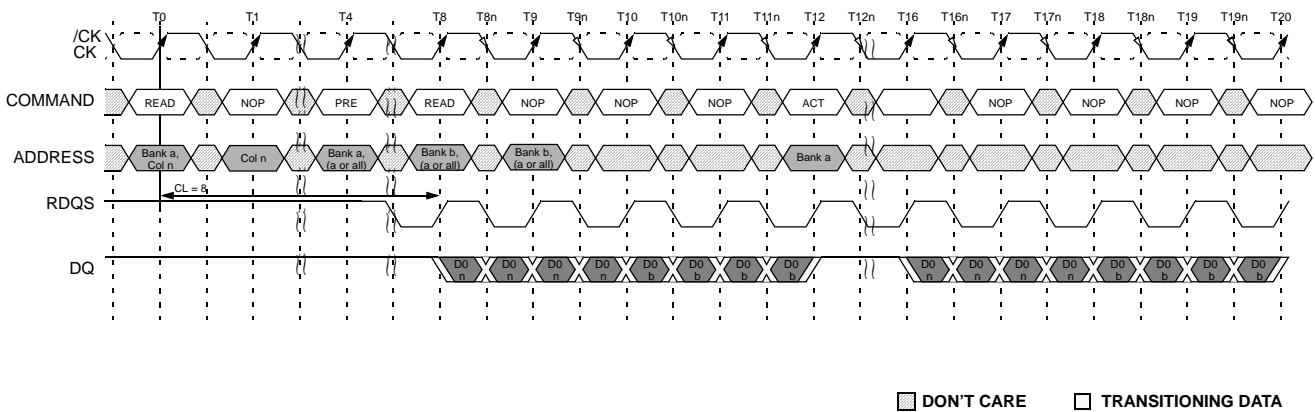 T0 T1 T4 T8 T8n T9 T9n T10 T10n T11 T11n T12 T12n T16 T16n T17 T17n T18 T18n T19 T19n T20
/CK
CK
COMMAND READ NOP PRE READ NOP NOP NOP ACT NOP NOP NOP NOP
ADDRESS Bank a, Col n Col n Bank a, (a or all) Bank b, (a or all) Bank b, (a or all) Bank a
CL = 8
RDQS
DQ D0 n D0 n D0 n D0 n D0 b D0 b D0 b D0 b D0 n D0 n D0 n D0 n D0 b D0 b D0 b D0 b
DON'T CARE TRANSITIONING DATA